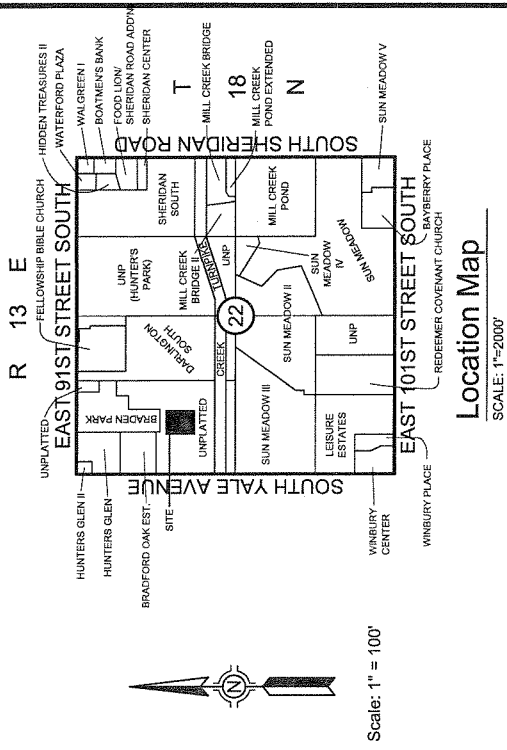 R 13 E
T
18
N
EAST 91ST STREET SOUTH
SOUTH SHERIDAN ROAD
EAST 101ST STREET SOUTH
SOUTH YALE AVENUE
UNPLATTED
HUNTERS GLEN II
HUNTERS GLEN
BRADFORD OAK EST.
SITE
BRADEN PARK
UNPLATTED
FELLOWSHIP BIBLE CHURCH
DARLINGTON
SOUTH
UNP
(HUNTER'S
PARK)
HIDDEN TREASURES II
WATERFORD PLAZA
WALGREEN I
BOATMEN'S BANK
FOOD LION/
SHERIDAN ROAD ADD'N
SHERIDAN CENTER
SHERIDAN
SOUTH
MILL CREEK BRIDGE
MILL CREEK
POND EXTENDED
MILL CREEK
BRIDGE II
CREEK
TURNPIKE
22
UNP
MILL CREEK
POND
SUN
MEADOW
IV
SUN MEADOW
SUN MEADOW II
SUN MEADOW III
UNP
LEISURE
ESTATES
SUN MEADOW V
BAYBERRY PLACE
REDEEMER COVENANT CHURCH
WINBURY
CENTER
WINBURY PLACE
Location Map
SCALE: 1"=2000'
N
Scale: 1" = 100'